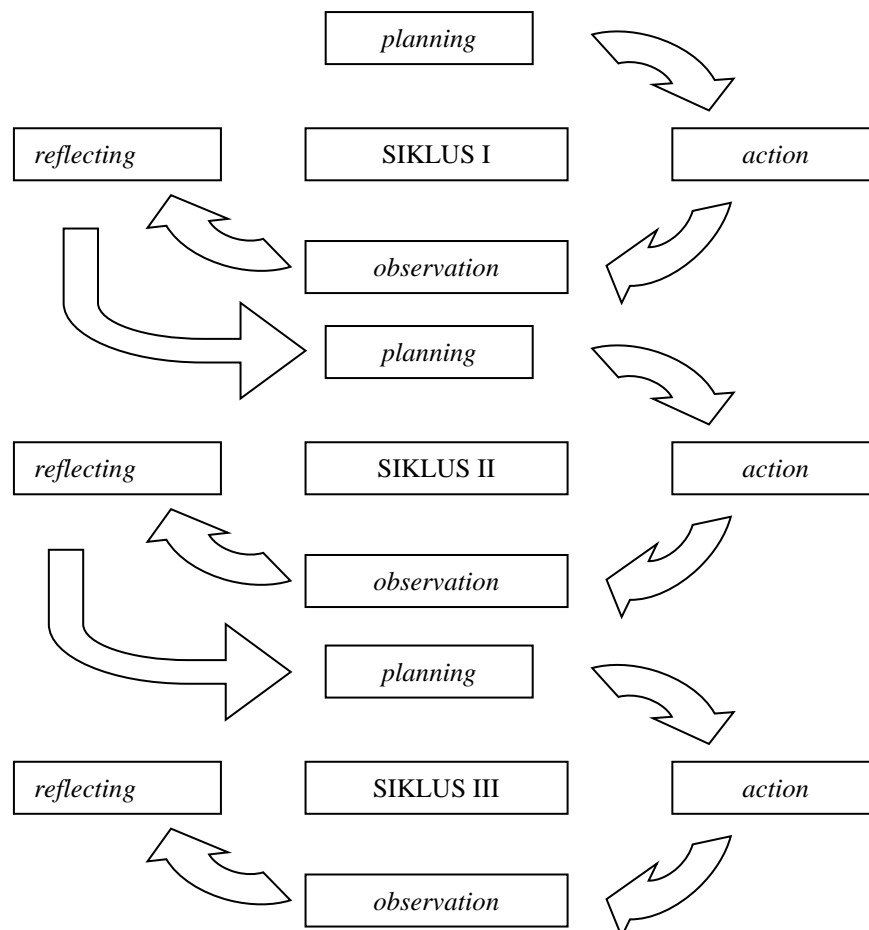 planning
reflecting
SIKLUS I
action
observation
planning
reflecting
SIKLUS II
action
observation
planning
reflecting
SIKLUS III
action
observation